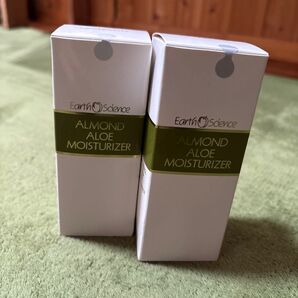 Earth Science
ALMOND
ALOE
MOISTURIZER
Earth Science
ALMOND
ALOE
MOISTURIZER